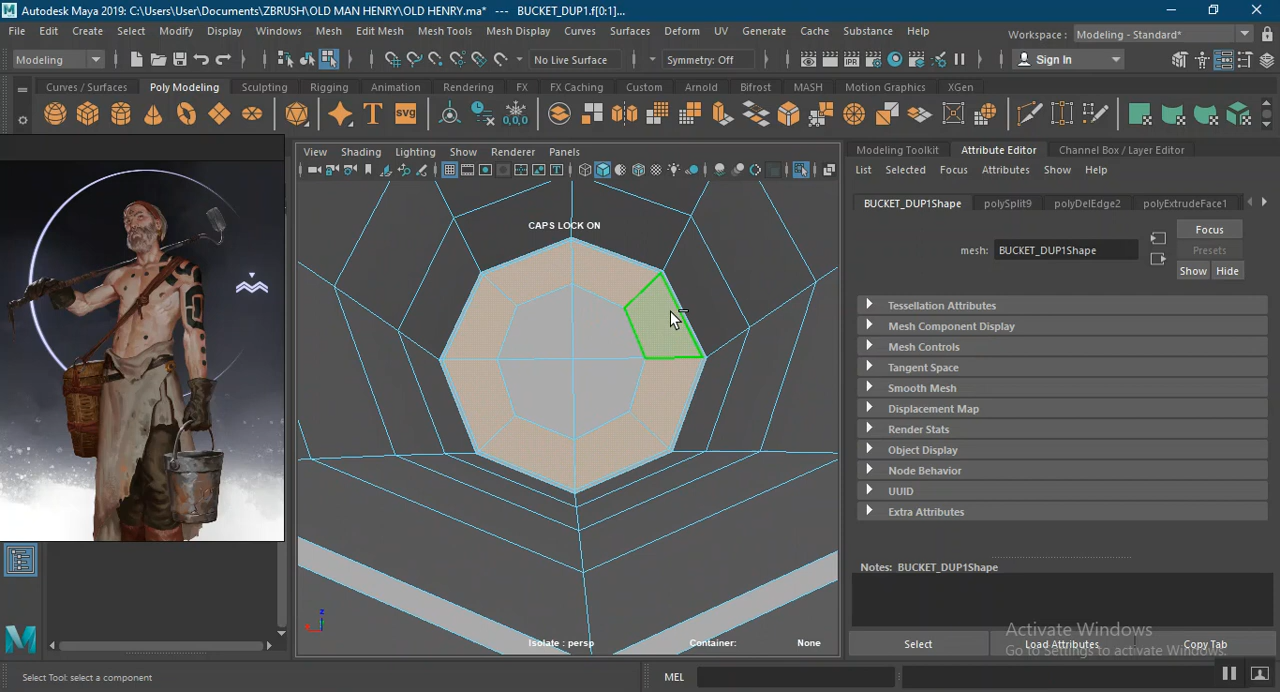 Autodesk Maya 2019: C:\Users\User\Documents\ZBRUSH\OLD MAN HENRY\OLD HENRY.ma* --- BUCKET_DUP1.f[0:1]...
File Edit Create Select Modify Display Windows Mesh Edit Mesh Mesh Tools Mesh Display Curves Surfaces Deform UV Generate Cache Substance Help Workspace : Modeling - Standard*
Modeling No Live Surface Symmetry: Off IPR Sign In
Curves / Surfaces Poly Modeling Sculpting Rigging Animation Rendering FX FX Caching Custom Arnold Bifrost MASH Motion Graphics XGen
T SVG 0,0,0
View Shading Lighting Show Renderer Panels
CAPS LOCK ON
z
Isolate : persp Container: None
Modeling Toolkit Attribute Editor Channel Box / Layer Editor
List Selected Focus Attributes Show Help
BUCKET_DUP1Shape polySplit9 polyDelEdge2 polyExtrudeFace1
Focus
mesh: BUCKET_DUP1Shape Presets
Show Hide
Tessellation Attributes
Mesh Component Display
Mesh Controls
Tangent Space
Smooth Mesh
Displacement Map
Render Stats
Object Display
Node Behavior
UUID
Extra Attributes
Notes: BUCKET_DUP1Shape
Activate Windows
Go to Settings to activate Windows.
Select Load Attributes Copy Tab
Select Tool: select a component MEL